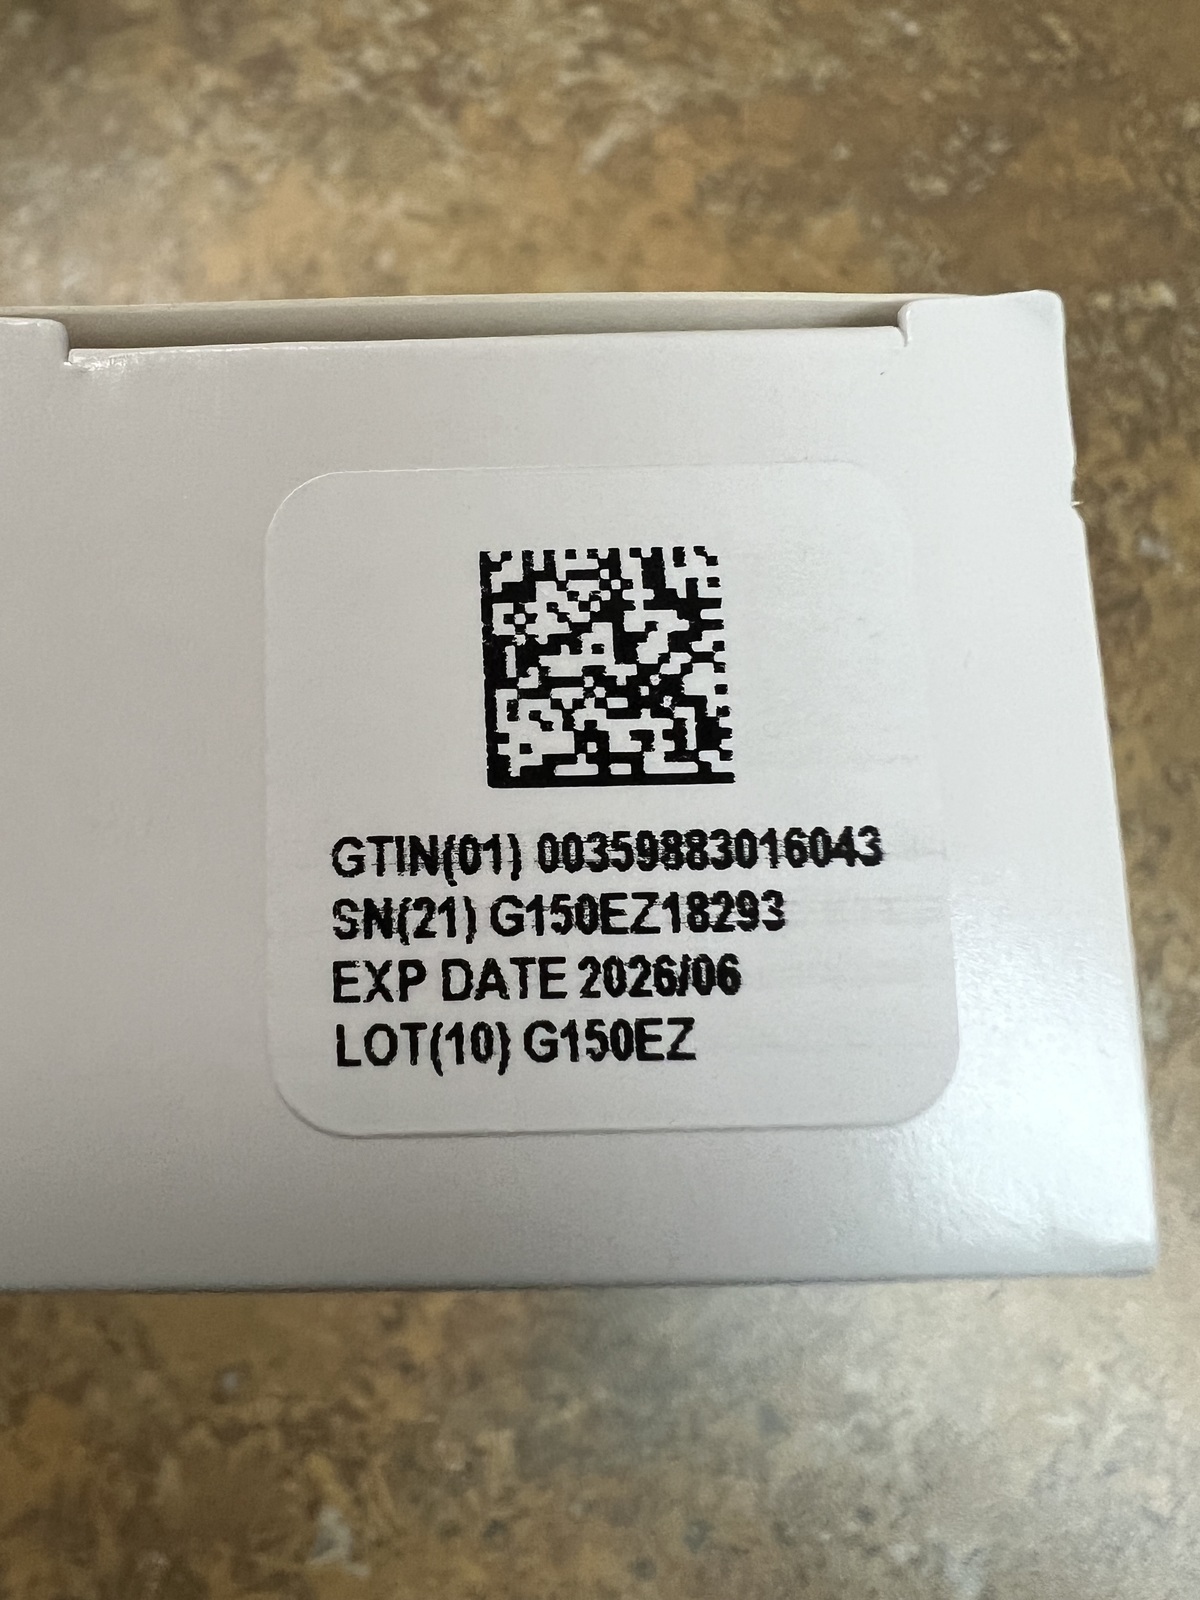 GTIN(01) 00359883016043
SN(21) G150EZ18293
EXP DATE 2026/06
LOT(10) G150EZ